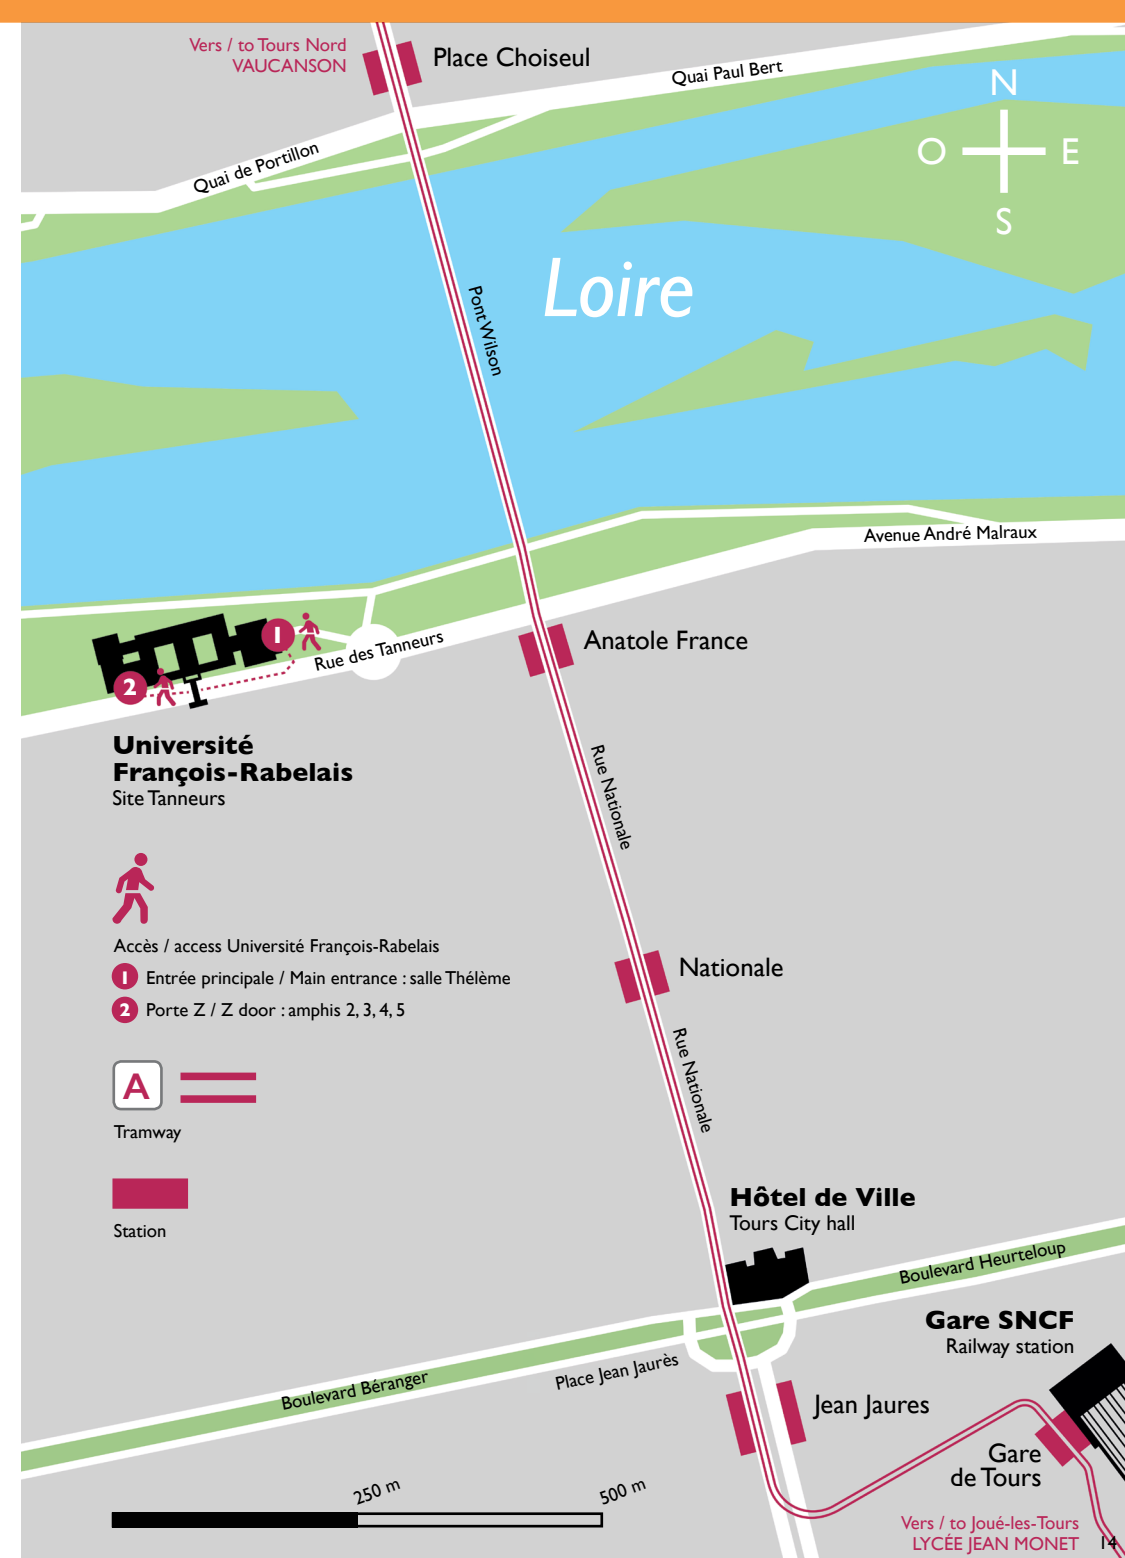 Vers / to Tours Nord
VAUCANSON
Place Choiseul
Quai Paul Bert
N
O
E
S
Quai de Portillon
Loire
Pont Wilson
Avenue André Malraux
1
Rue des Tanneurs
Anatole France
2
Université
François-Rabelais
Site Tanneurs
Rue Nationale
Accès / access Université François-Rabelais
1 Entrée principale / Main entrance : salle Thélème
2 Porte Z / Z door : amphis 2, 3, 4, 5
Nationale
Rue Nationale
A
Tramway
Station
Hôtel de Ville
Tours City hall
Boulevard Heurteloup
Gare SNCF
Railway station
Place Jean Jaurès
Boulevard Béranger
Jean Jaures
Gare
de Tours
250 m
500 m
Vers / to Joué-les-Tours
LYCÉE JEAN MONET
14